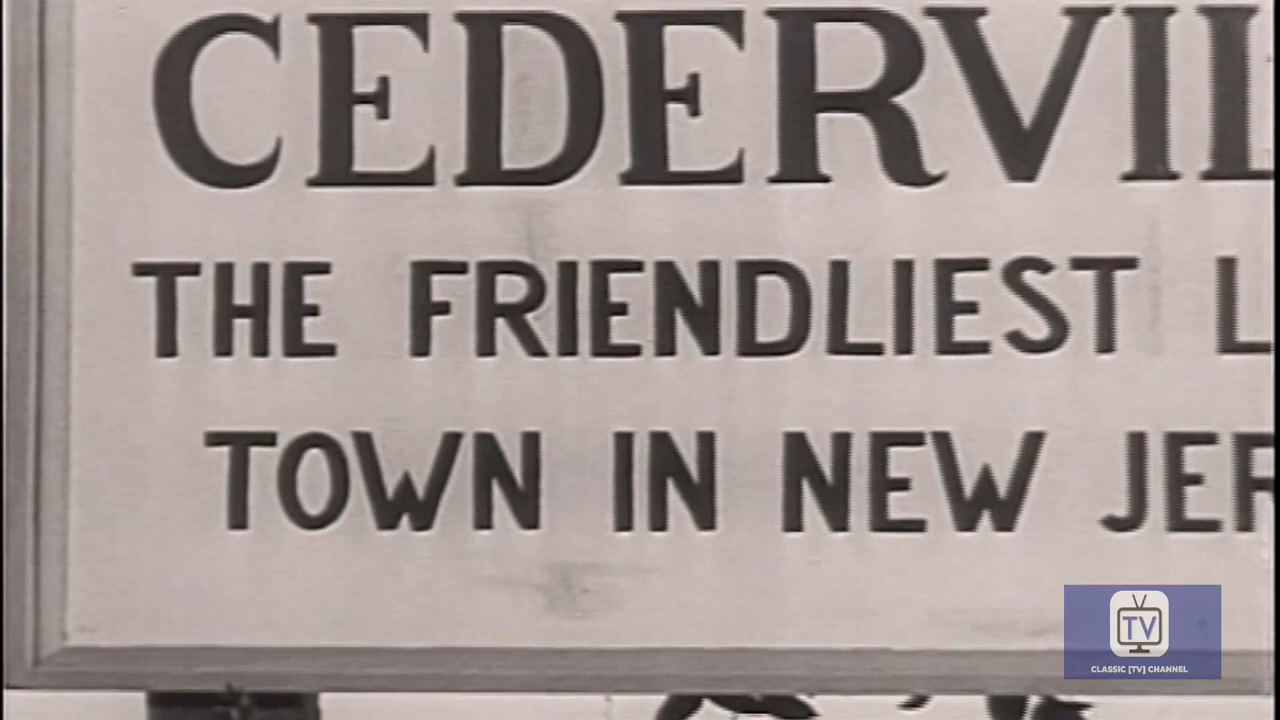 CEDERVIL
THE FRIENDLIEST L
TOWN IN NEW JER
TV
CLASSIC [TV] CHANNEL